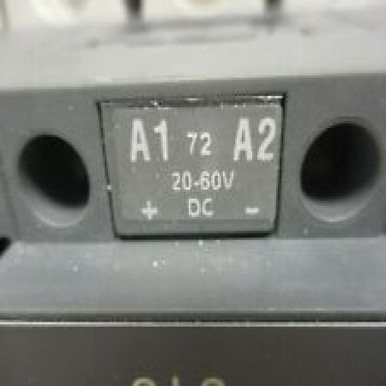 A1 72 A2
20-60V
+ DC -